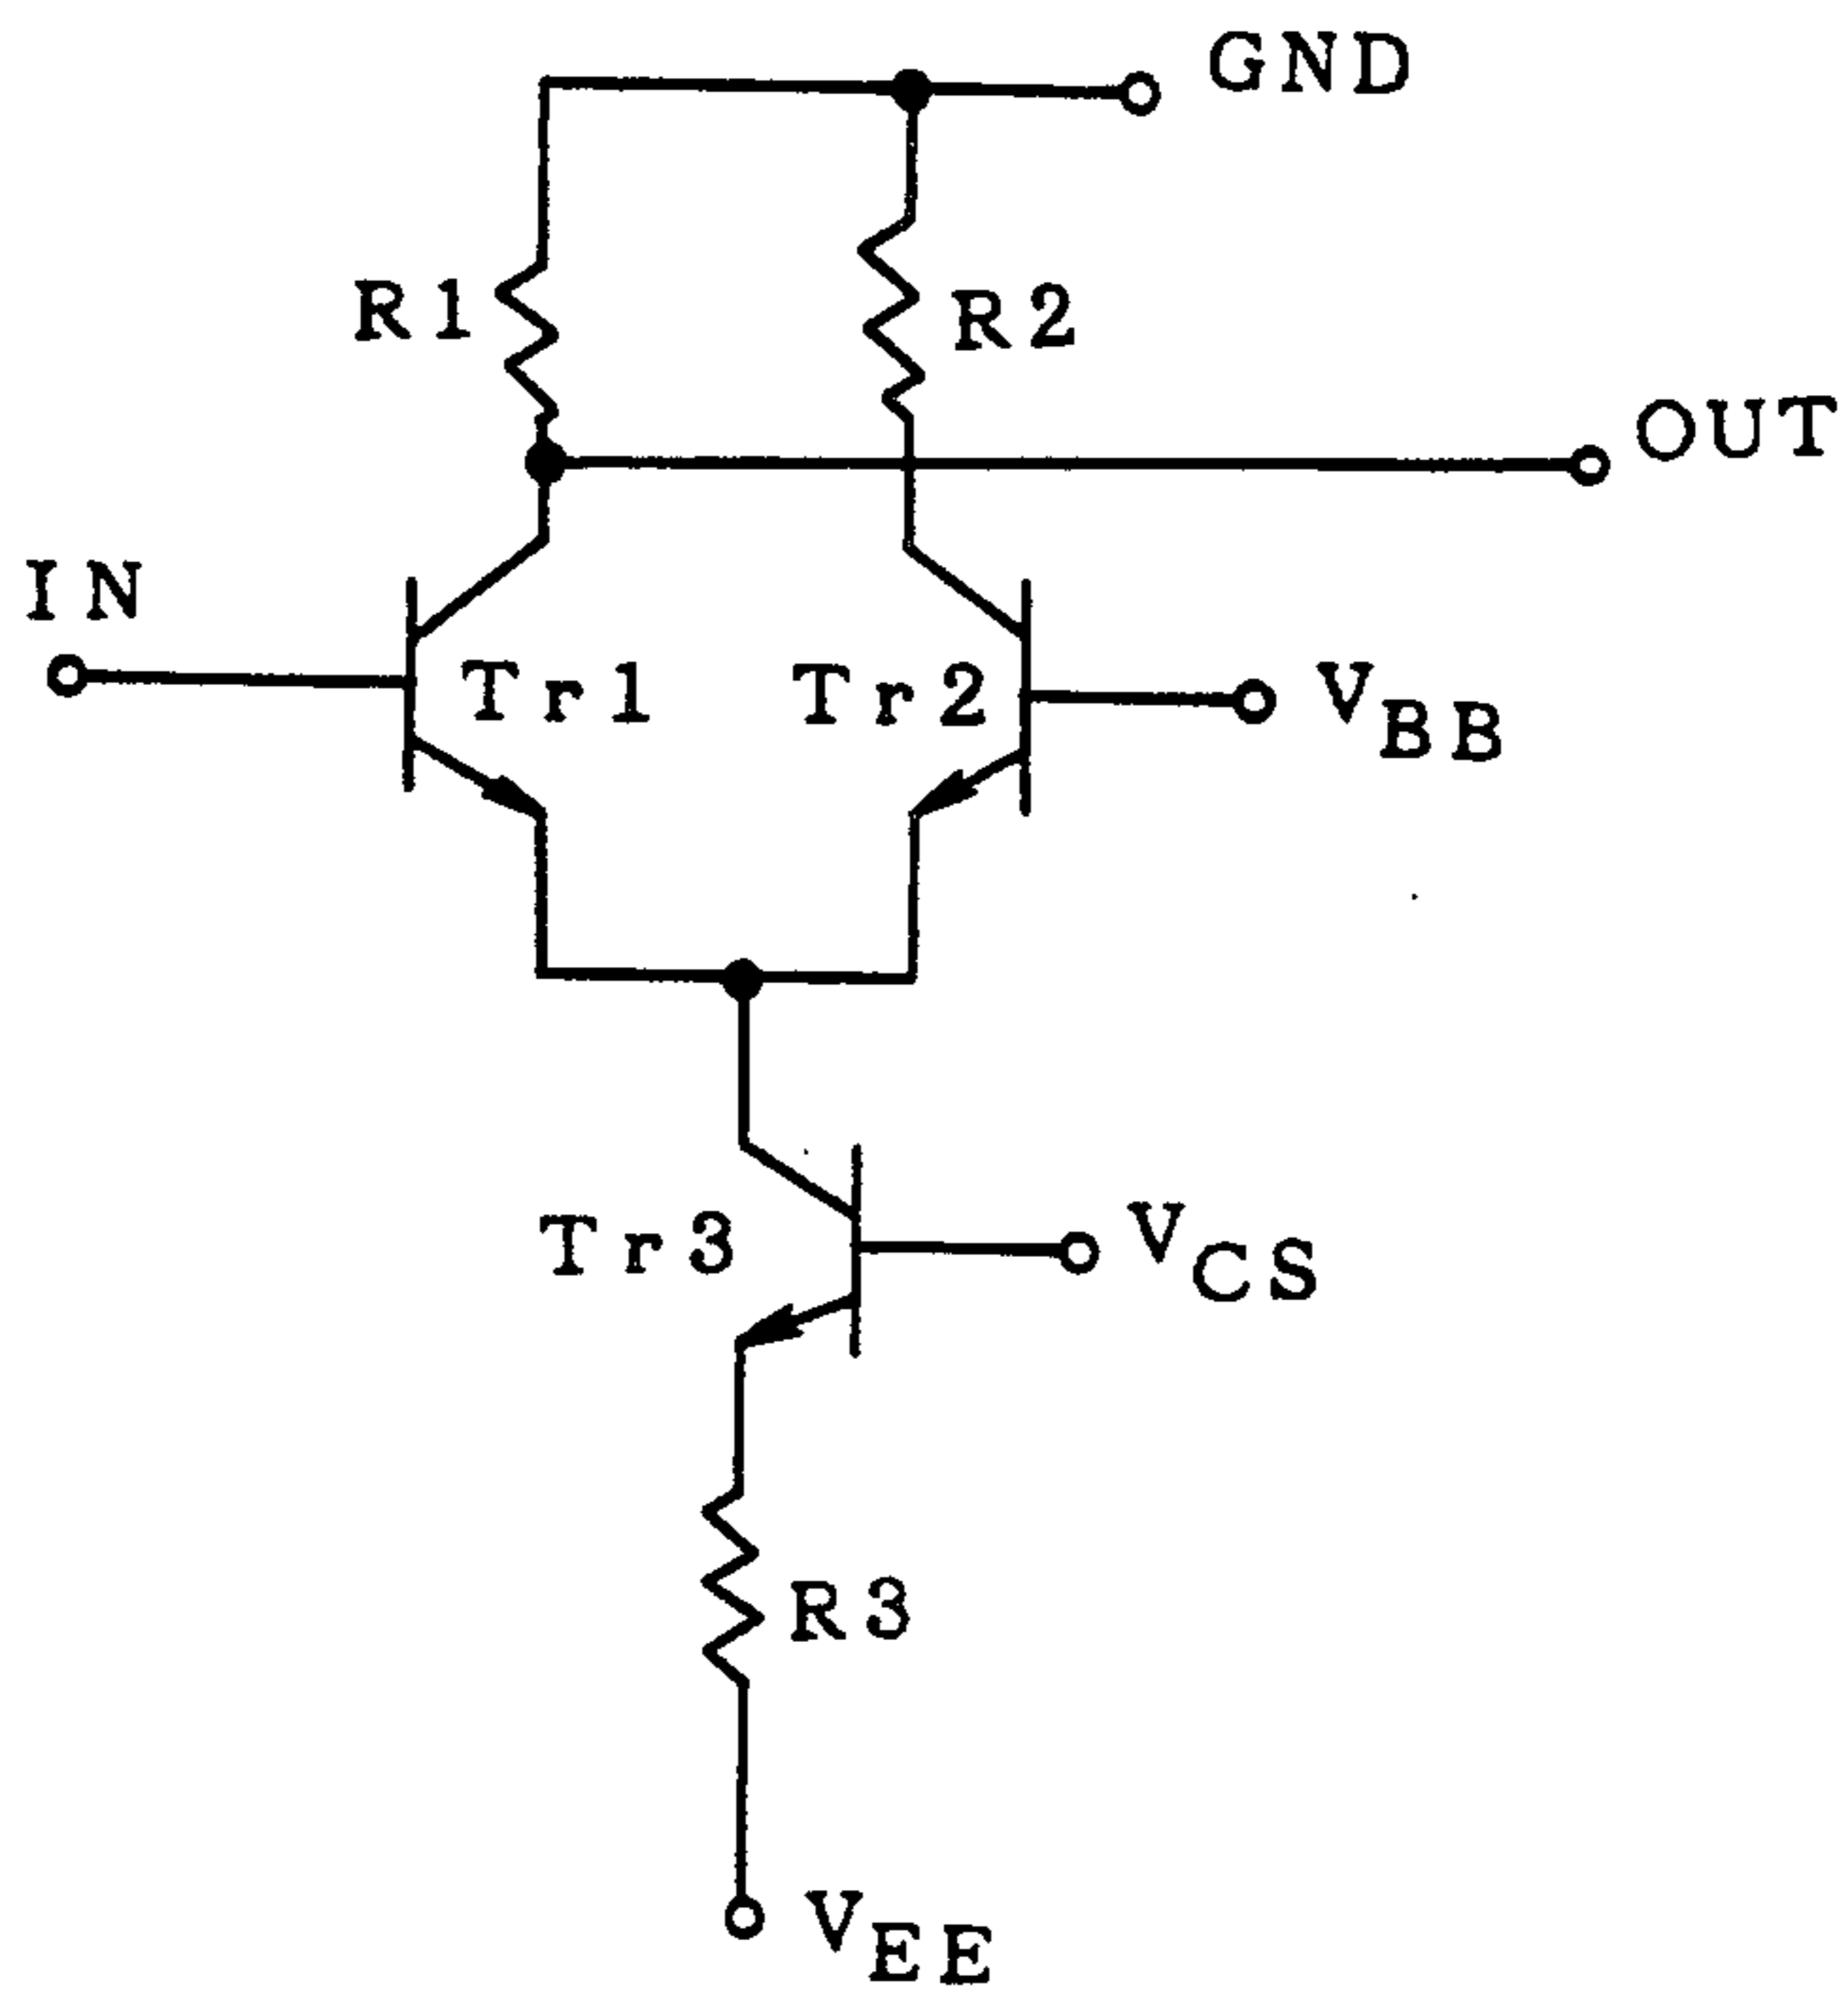 GND
R1
R2
OUT
IN
Tr1
Tr2
VBB
Tr3
VCS
R3
VEE